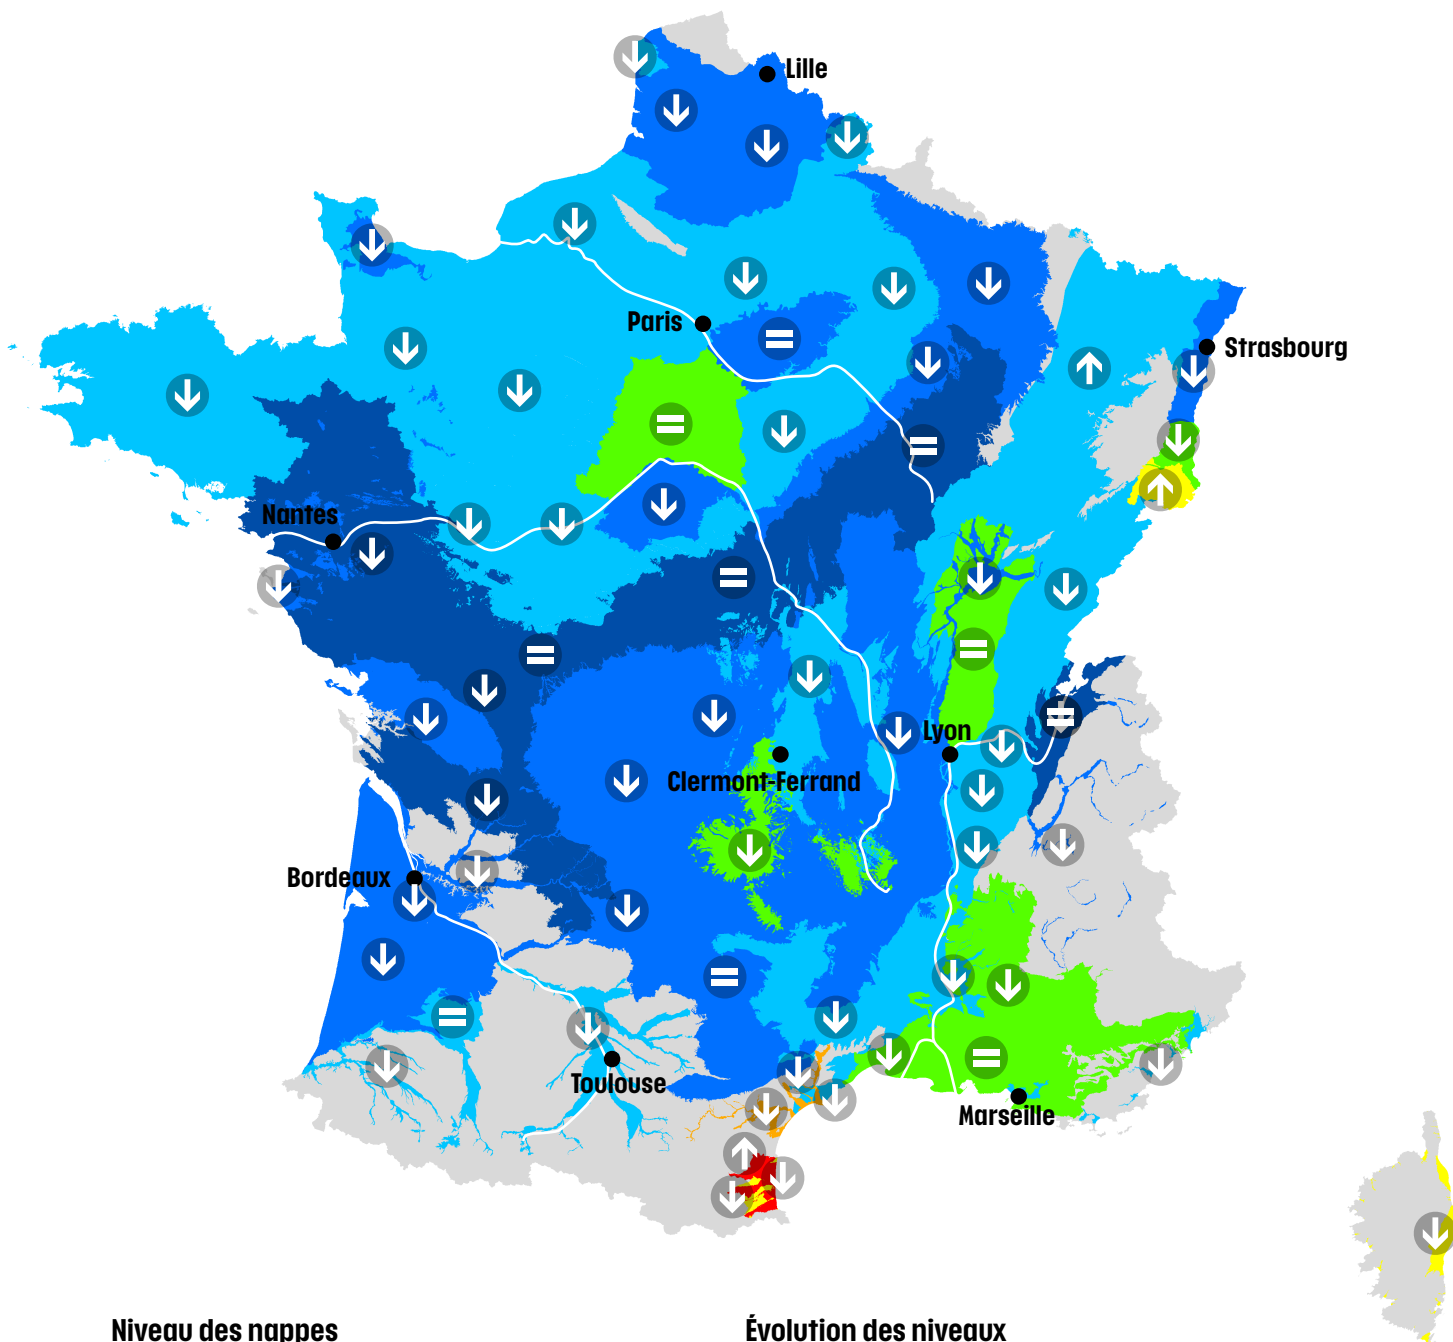 Lille
Paris
Strasbourg
Nantes
Lyon
Clermont-Ferrand
Bordeaux
Toulouse
Marseille
Niveau des nappes
Évolution des niveaux